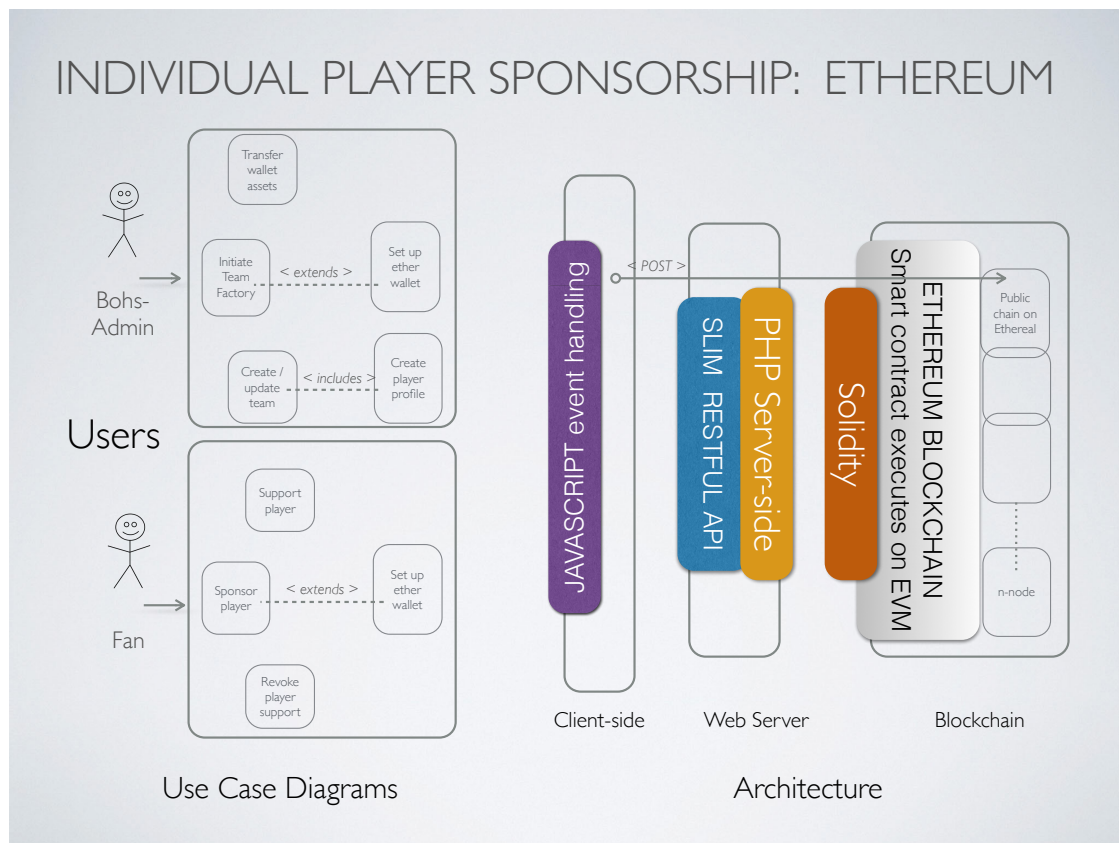 INDIVIDUAL PLAYER SPONSORSHIP: ETHEREUM
Transfer
wallet
assets
Bohs-
Admin
Initiate
Team
Factory
< extends >
Set up
ether
wallet
Create /
update
team
< includes >
Create
player
profile
Users
Support
player
Fan
Sponsor
player
< extends >
Set up
ether
wallet
Revoke
player
support
Use Case Diagrams
JAVASCRIPT event handling
< POST >
SLIM RESTFUL API
PHP Server-side
Solidity
ETHEREUM BLOCKCHAIN
Smart contract executes on EVM
Public
chain on
Ethereal
n-node
Client-side
Web Server
Blockchain
Architecture